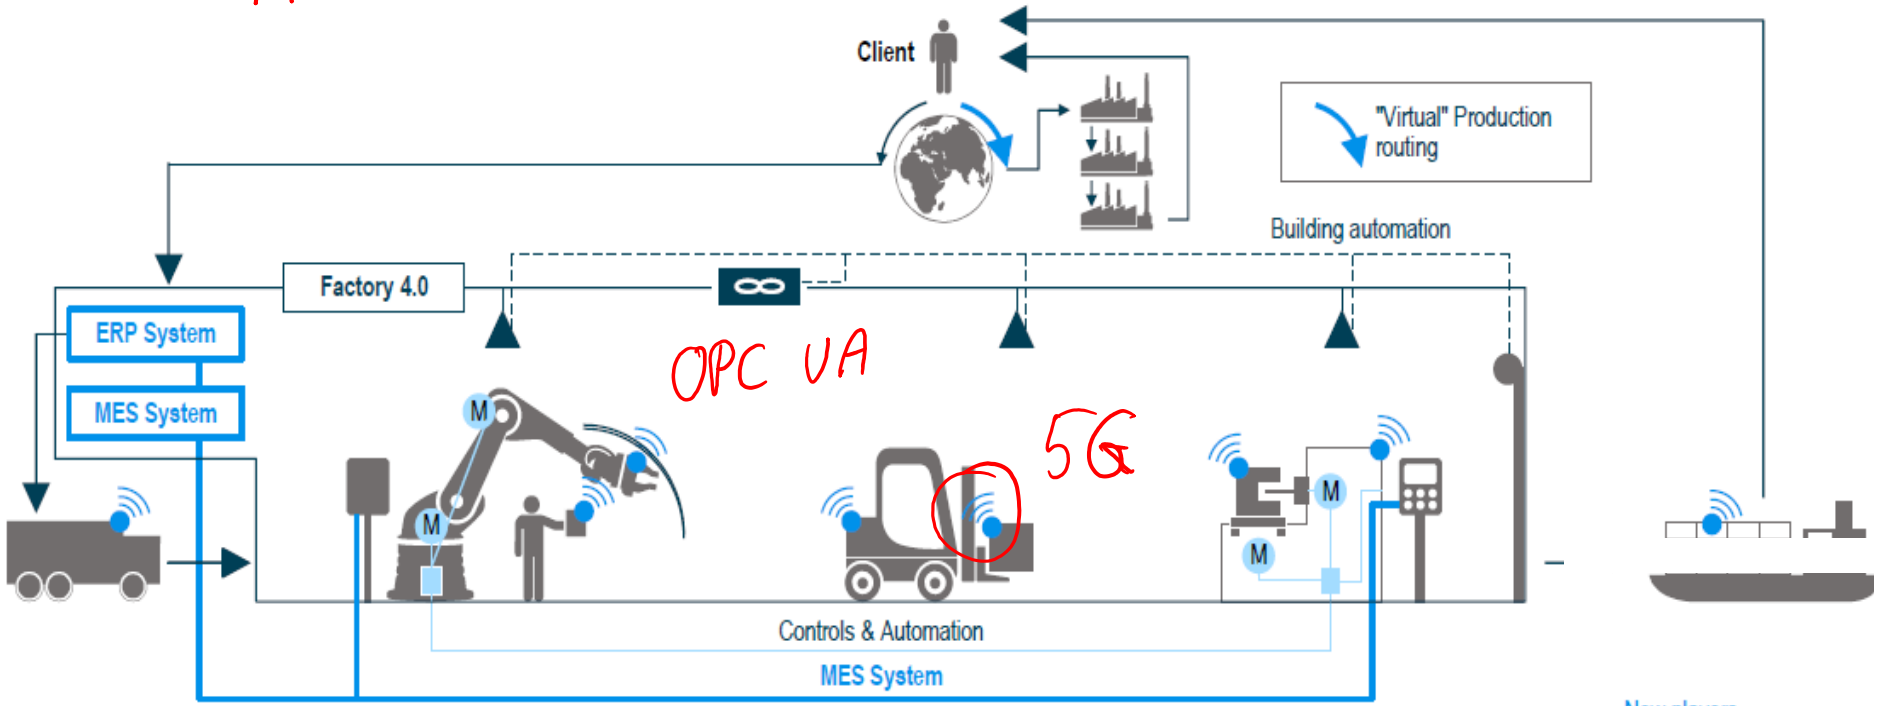 Client
"Virtual" Production
routing
Building automation
Factory 4.0
ERP System
OPC UA
MES System
M
5G
M
M
M
Controls & Automation
MES System